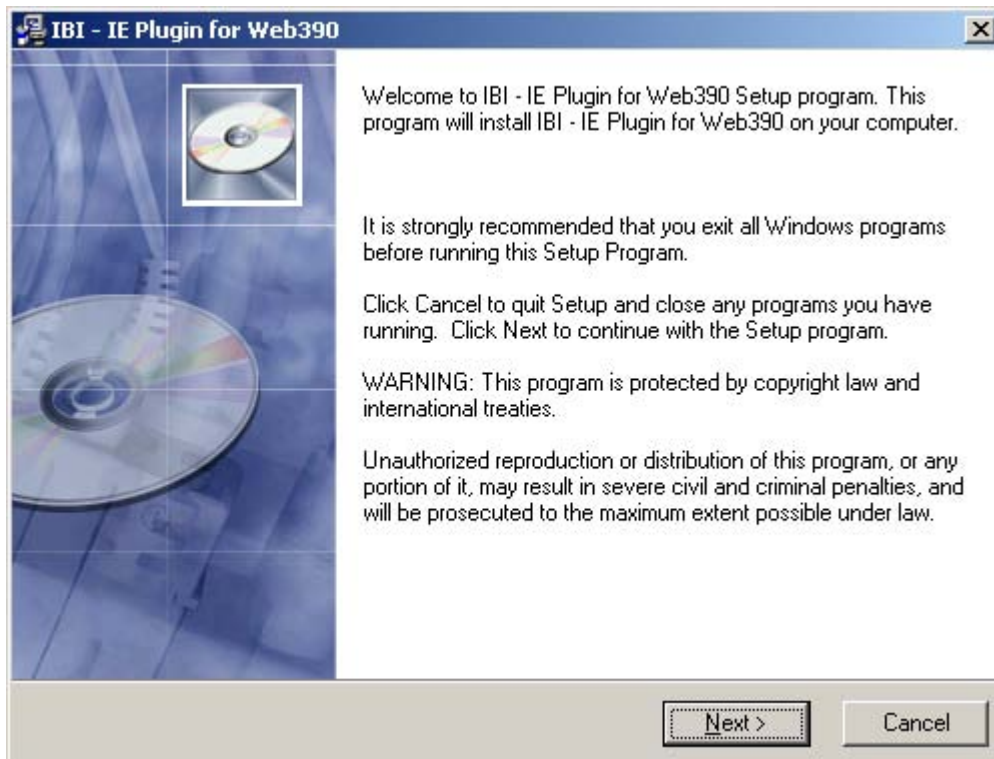 IBI - IE Plugin for Web390
Welcome to IBI - IE Plugin for Web390 Setup program. This
program will install IBI - IE Plugin for Web390 on your computer.
It is strongly recommended that you exit all Windows programs
before running this Setup Program.
Click Cancel to quit Setup and close any programs you have
running.  Click Next to continue with the Setup program.
WARNING: This program is protected by copyright law and
international treaties.
Unauthorized reproduction or distribution of this program, or any
portion of it, may result in severe civil and criminal penalties, and
will be prosecuted to the maximum extent possible under law.
Next > Cancel